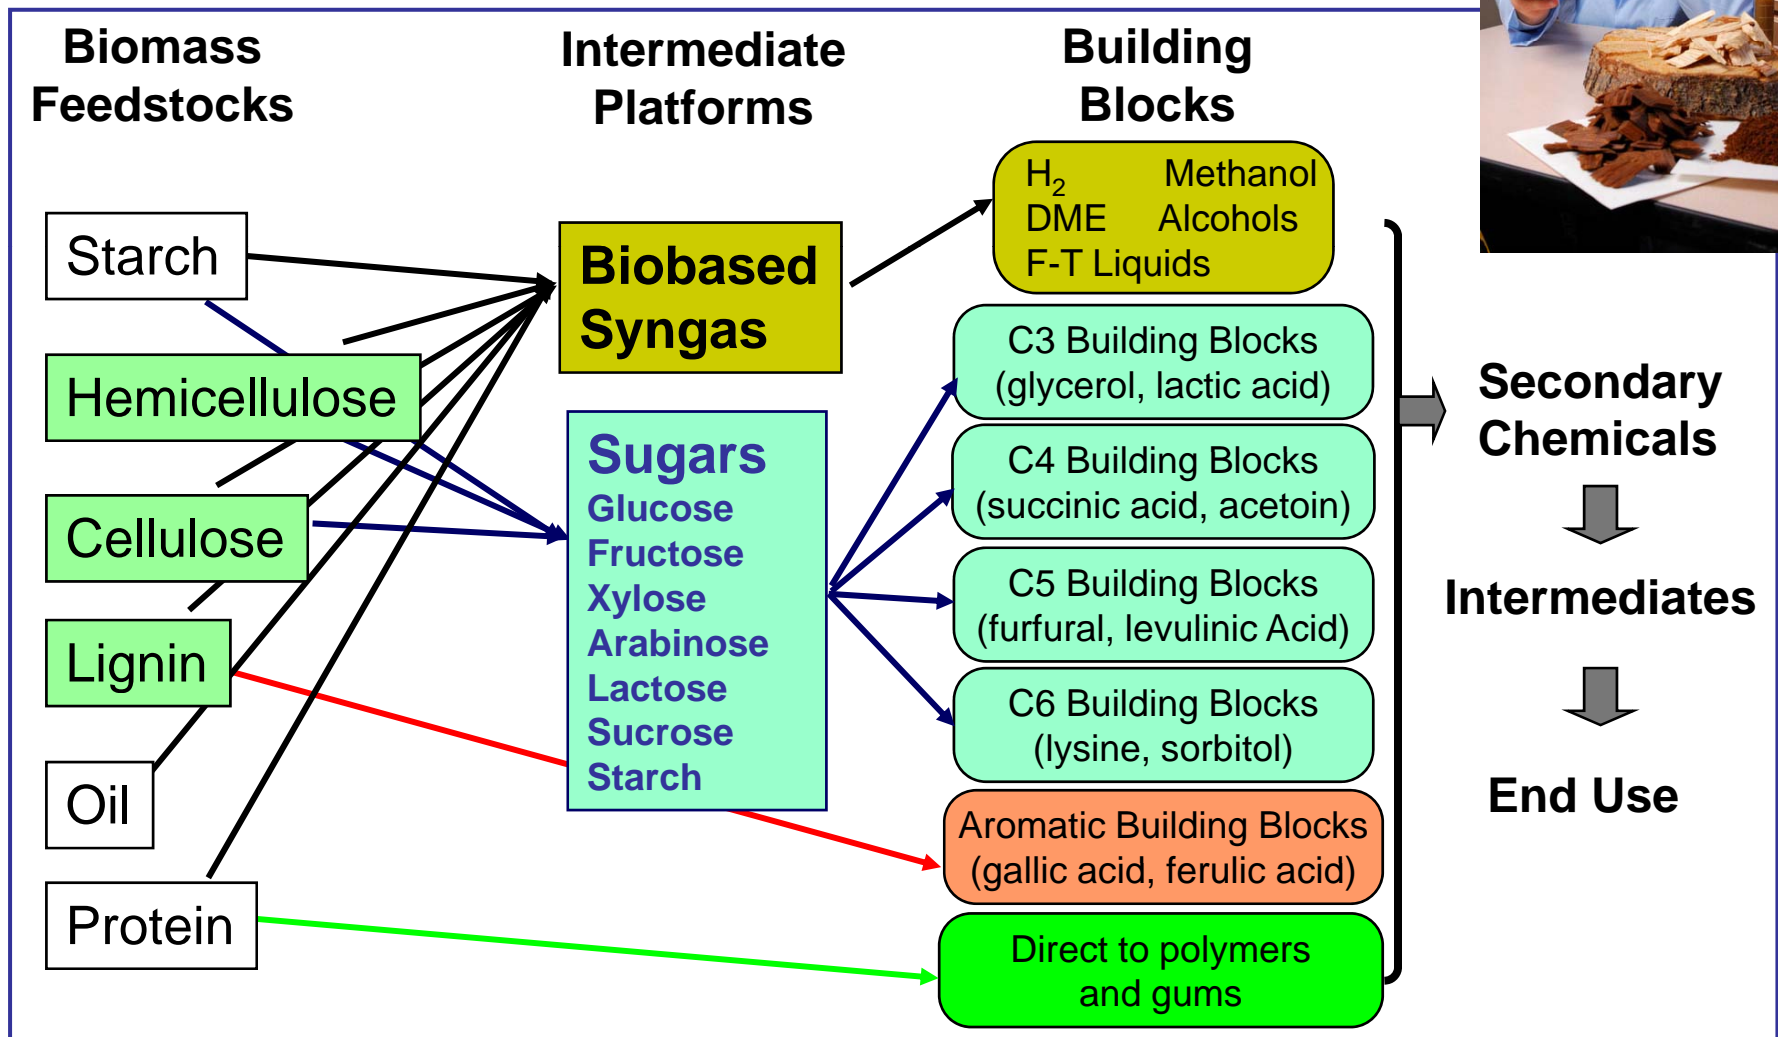 Biomass
Feedstocks
Intermediate
Platforms
Building
Blocks
Starch
Hemicellulose
Cellulose
Lignin
Oil
Protein
Biobased
Syngas
Sugars
Glucose
Fructose
Xylose
Arabinose
Lactose
Sucrose
Starch
H₂ Methanol
DME Alcohols
F-T Liquids
C3 Building Blocks
(glycerol, lactic acid)
C4 Building Blocks
(succinic acid, acetoin)
C5 Building Blocks
(furfural, levulinic Acid)
C6 Building Blocks
(lysine, sorbitol)
Aromatic Building Blocks
(gallic acid, ferulic acid)
Direct to polymers
and gums
Secondary
Chemicals
Intermediates
End Use